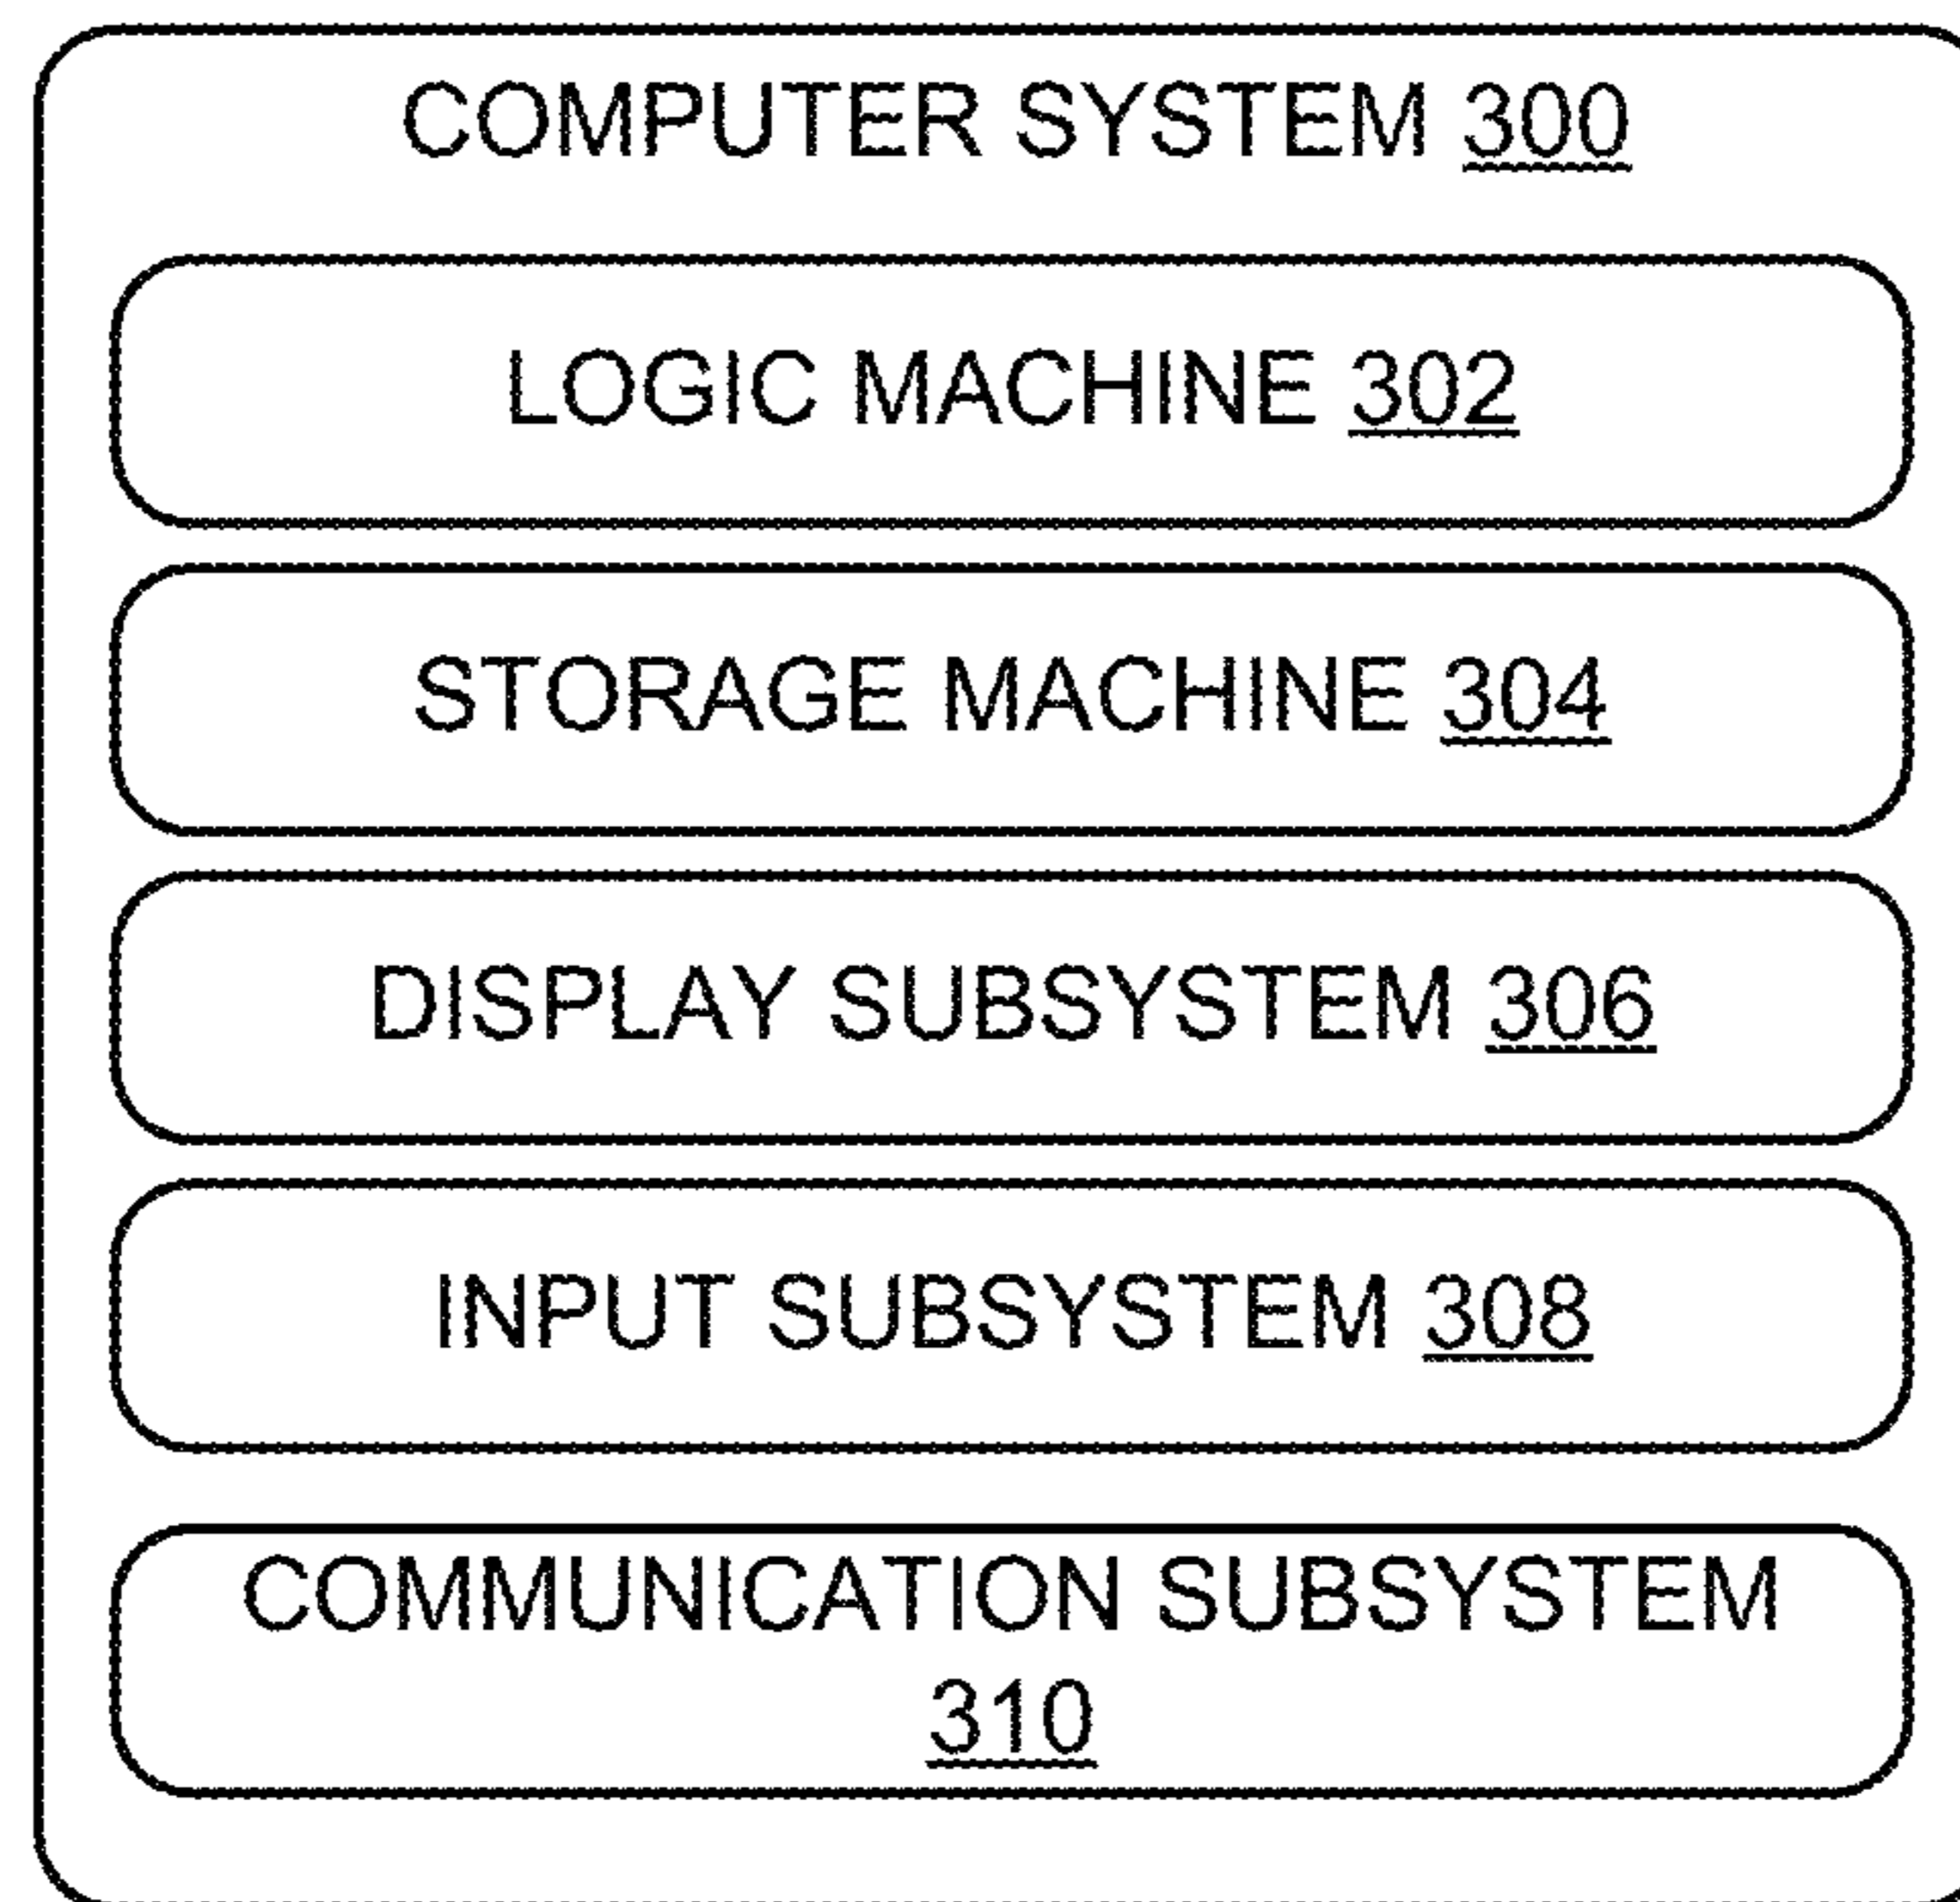 COMPUTER SYSTEM 300
LOGIC MACHINE 302
STORAGE MACHINE 304
DISPLAY SUBSYSTEM 306
INPUT SUBSYSTEM 308
COMMUNICATION SUBSYSTEM
310